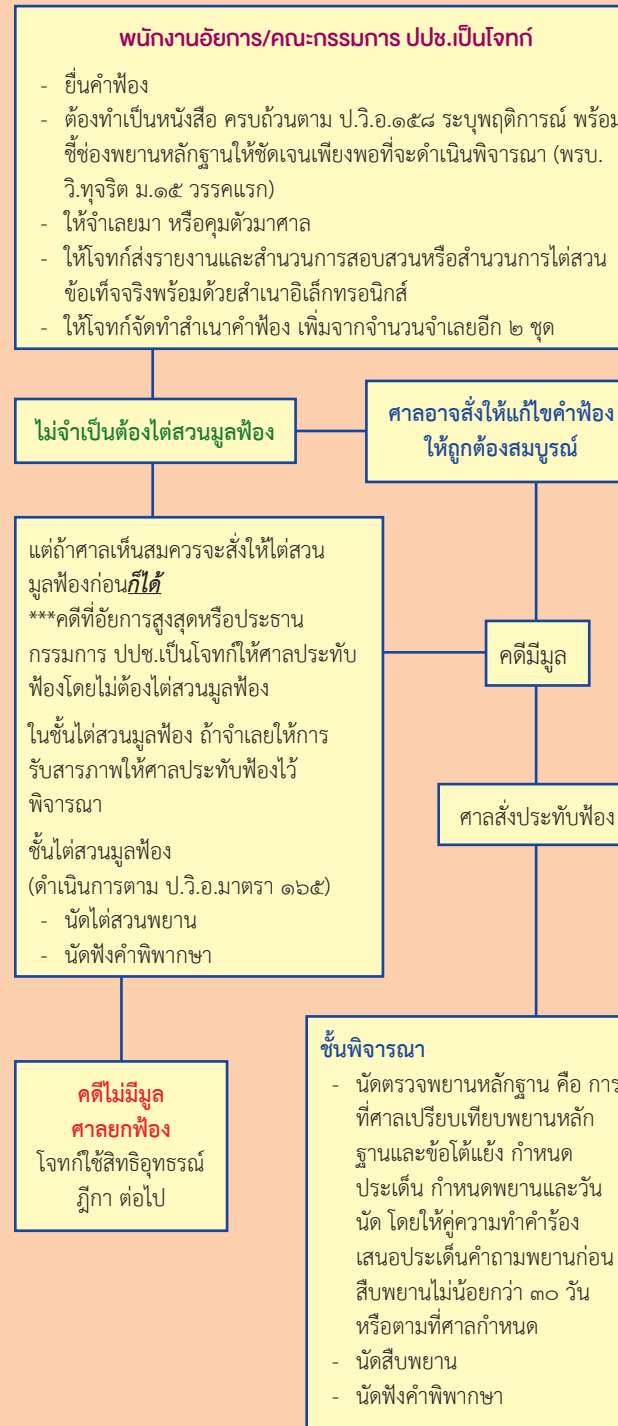 พนักงานอัยการ/คณะกรรมการ ปปช.เป็นโจทก์
- ยื่นคำฟ้อง
- ต้องทำเป็นหนังสือ ครบถ้วนตาม ป.วิ.อ.๑๕๘ ระบุพฤติการณ์ พร้อม
ชี้ช่องพยานหลักฐานให้ชัดเจนเพียงพอที่จะดำเนินพิจารณา (พรบ.
วิ.ทุจริต ม.๑๕ วรรคแรก)
- ให้จำเลยมา หรือคุมตัวมาศาล
- ให้โจทก์ส่งรายงานและสำนวนการสอบสวนหรือสำนวนการไต่สวน
ข้อเท็จจริงพร้อมด้วยสำเนาอิเล็กทรอนิกส์
- ให้โจทก์จัดทำสำเนาคำฟ้อง เพิ่มจากจำนวนจำเลยอีก ๒ ชุด
ไม่จำเป็นต้องไต่สวนมูลฟ้อง
ศาลอาจสั่งให้แก้ไขคำฟ้อง
ให้ถูกต้องสมบูรณ์
แต่ถ้าศาลเห็นสมควรจะสั่งให้ไต่สวน
มูลฟ้องก่อนก็ได้
***คดีที่อัยการสูงสุดหรือประธาน
กรรมการ ปปช.เป็นโจทก์ให้ศาลประทับ
ฟ้องโดยไม่ต้องไต่สวนมูลฟ้อง
ในชั้นไต่สวนมูลฟ้อง ถ้าจำเลยให้การ
รับสารภาพให้ศาลประทับฟ้องไว้
พิจารณา
ชั้นไต่สวนมูลฟ้อง
(ดำเนินการตาม ป.วิ.อ.มาตรา ๑๖๕)
- นัดไต่สวนพยาน
- นัดฟังคำพิพากษา
คดีมีมูล
ศาลสั่งประทับฟ้อง
คดีไม่มีมูล
ศาลยกฟ้อง
โจทก์ใช้สิทธิอุทธรณ์
ฎีกา ต่อไป
ชั้นพิจารณา
- นัดตรวจพยานหลักฐาน คือ การ
ที่ศาลเปรียบเทียบพยานหลัก
ฐานและข้อโต้แย้ง กำหนด
ประเด็น กำหนดพยานและวัน
นัด โดยให้คู่ความทำคำร้อง
เสนอประเด็นคำถามพยานก่อน
สืบพยานไม่น้อยกว่า ๓๐ วัน
หรือตามที่ศาลกำหนด
- นัดสืบพยาน
- นัดฟังคำพิพากษา